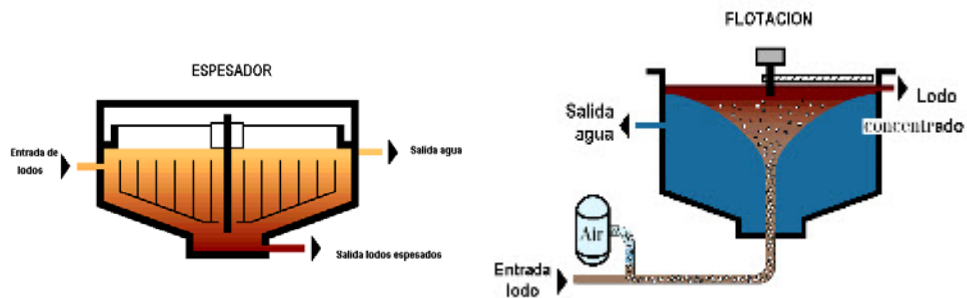 ESPESADOR
Entrada de
lodos
Salida agua
Salida lodos espesados
FLOTACION
Salida
agua
Lodo
concentrado
Air
Entrada
lodo